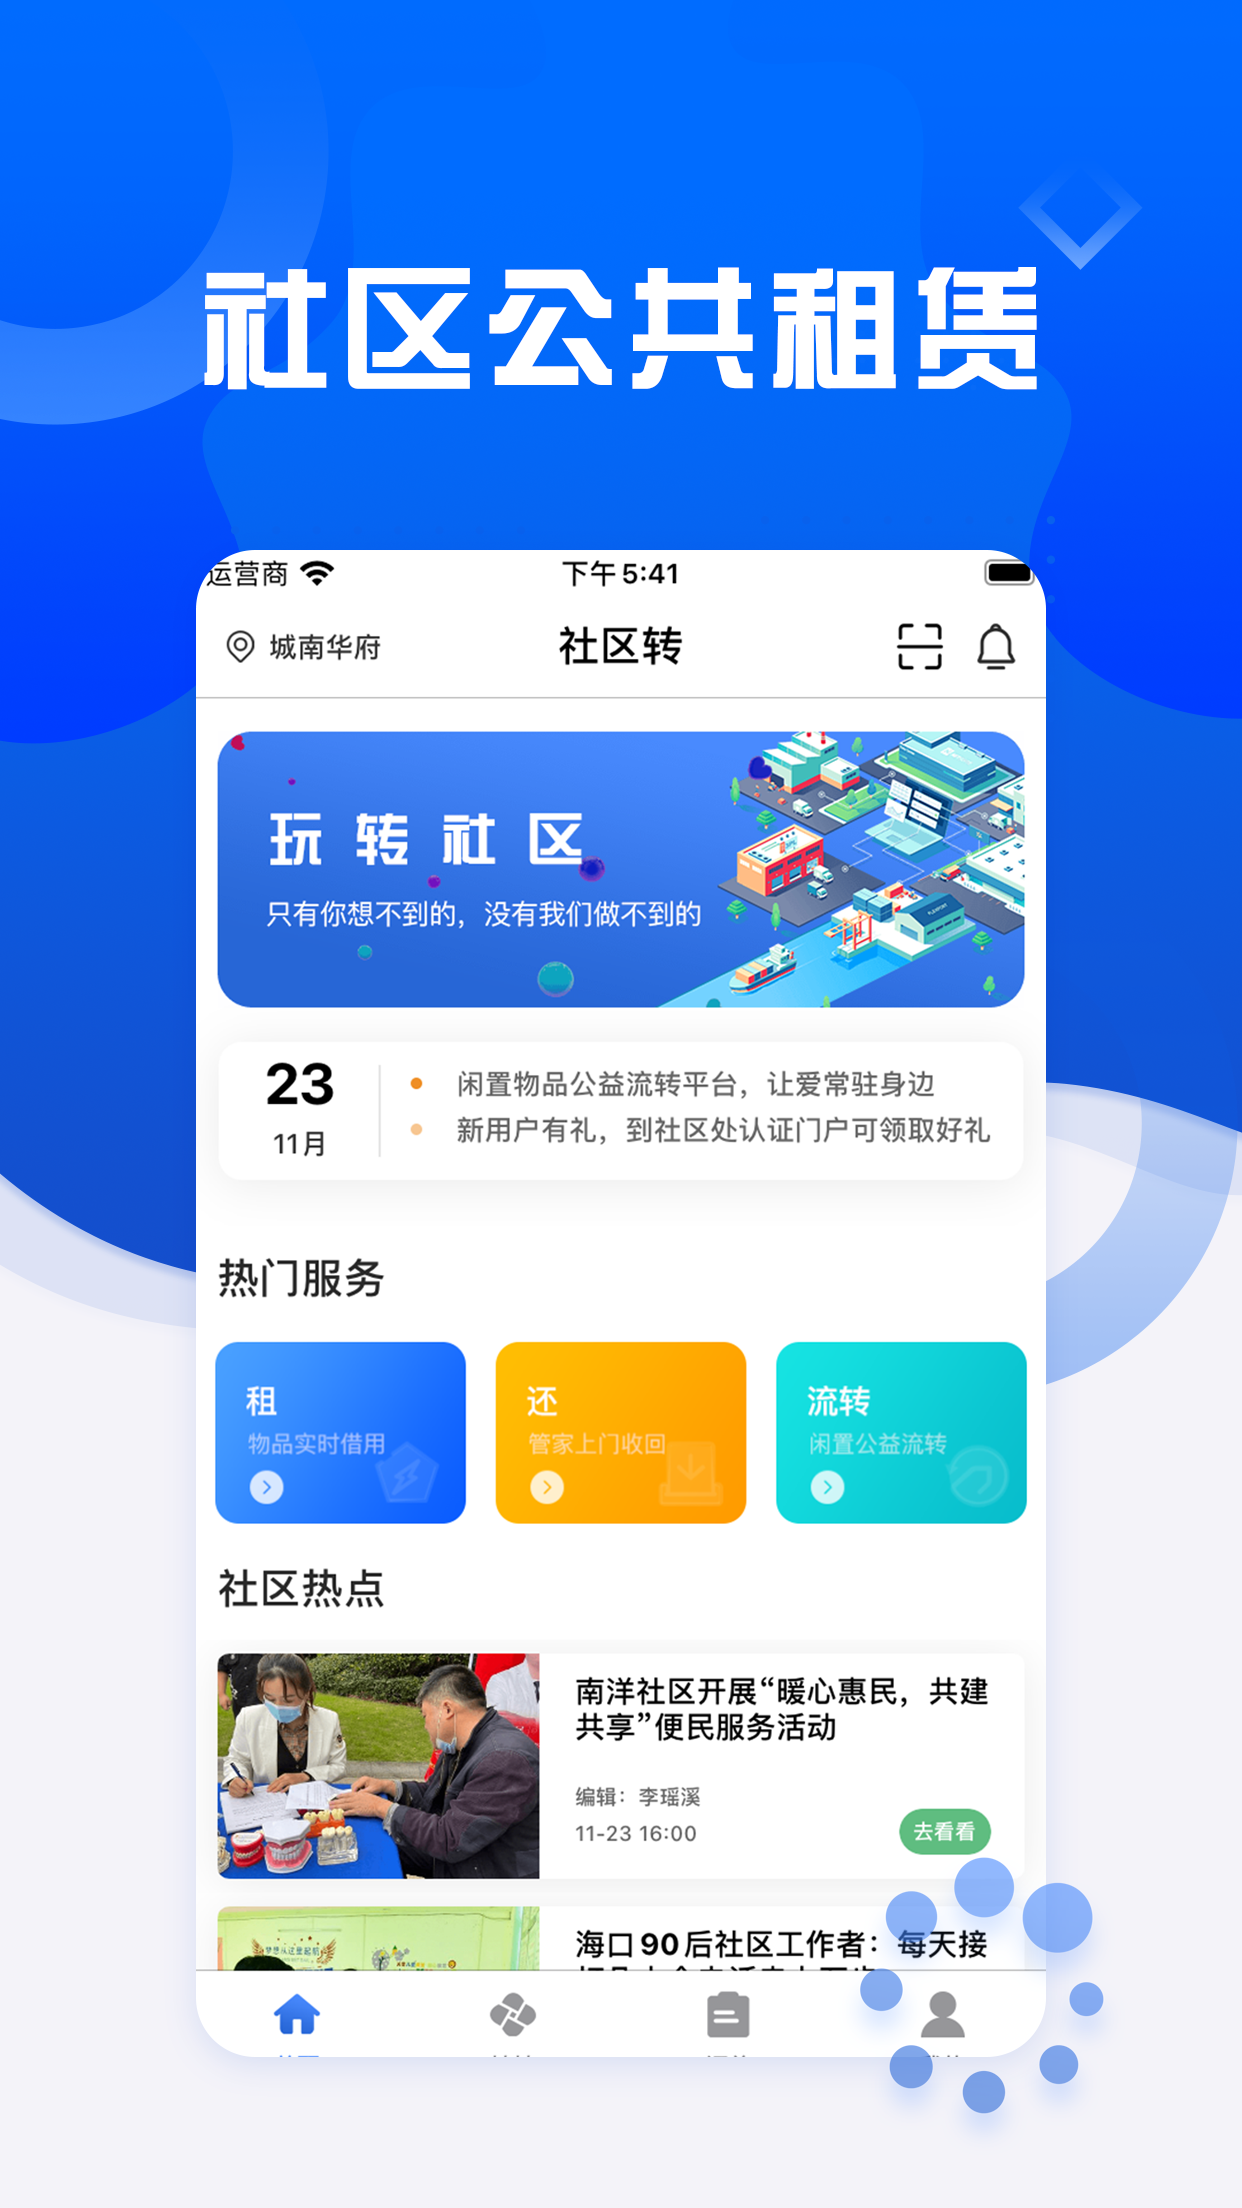 社区公共租赁
运营商 下午5:41
城南华府 社区转
玩转社区
只有你想不到的，没有我们做不到的
23
11月
闲置物品公益流转平台，让爱常驻身边
新用户有礼，到社区处认证门户可领取好礼
热门服务
租
物品实时借用
还
管家上门收回
流转
闲置公益流转
社区热点
南洋社区开展“暖心惠民，共建
共享”便民服务活动
编辑：李瑶溪
11-23 16:00
去看看
梦想从这里起航
海口90后社区工作者：每天接